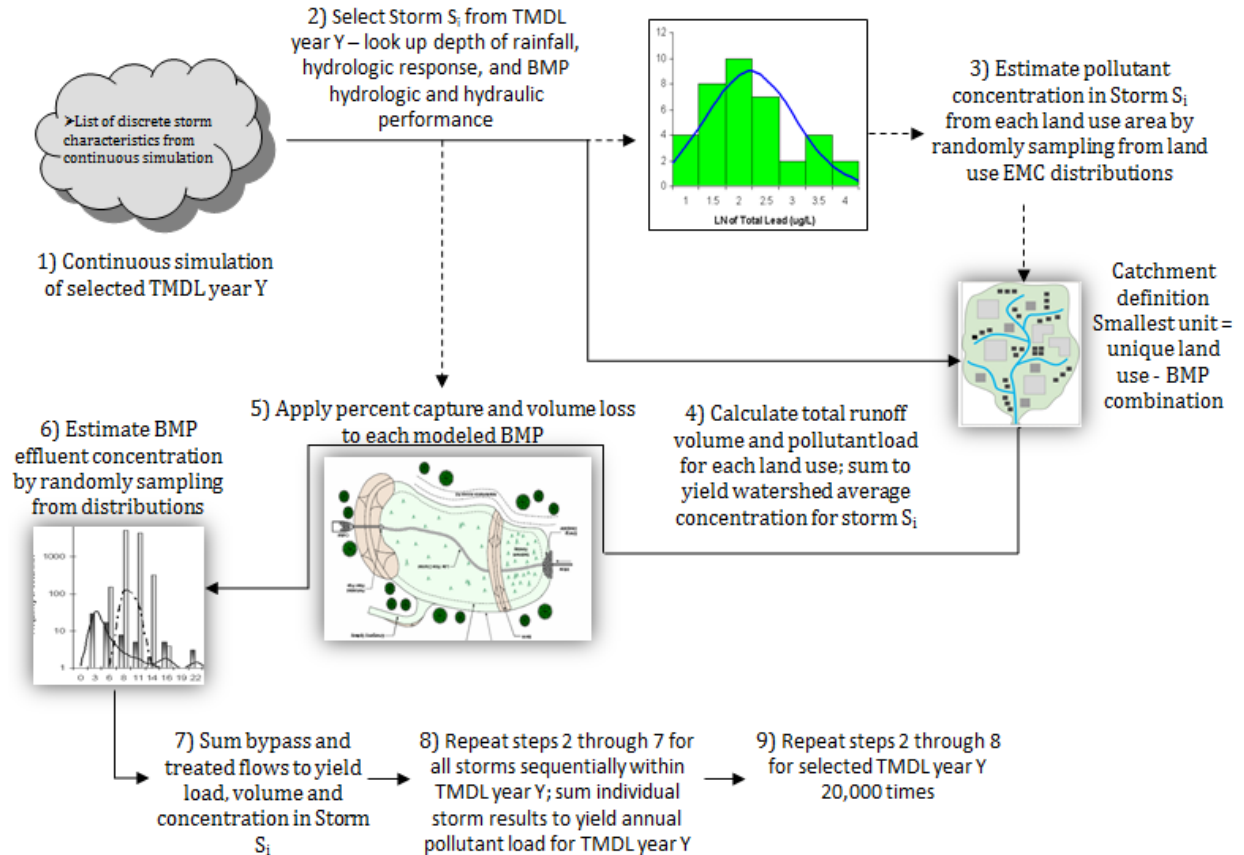 2) Select Storm Si from TMDL
year Y – look up depth of rainfall,
hydrologic response, and BMP
hydrologic and hydraulic
performance
➤List of discrete storm
characteristics from
continuous simulation
1) Continuous simulation
of selected TMDL year Y
12
10
8
6
4
2
0
1 1.5 2 2.5 3 3.5 4
LN of Total Lead (ug/L)
3) Estimate pollutant
concentration in Storm Si
from each land use area by
randomly sampling from land
use EMC distributions
Catchment
definition
Smallest unit =
unique land
use - BMP
combination
4) Calculate total runoff
volume and pollutant load
for each land use; sum to
yield watershed average
concentration for storm Si
5) Apply percent capture and volume loss
to each modeled BMP
6) Estimate BMP
effluent concentration
by randomly sampling
from distributions
1000
100
10
1
0 3 6 8 11 14 16 19 22
7) Sum bypass and
treated flows to yield
load, volume and
concentration in Storm
Si
8) Repeat steps 2 through 7 for
all storms sequentially within
TMDL year Y; sum individual
storm results to yield annual
pollutant load for TMDL year Y
9) Repeat steps 2 through 8
for selected TMDL year Y
20,000 times